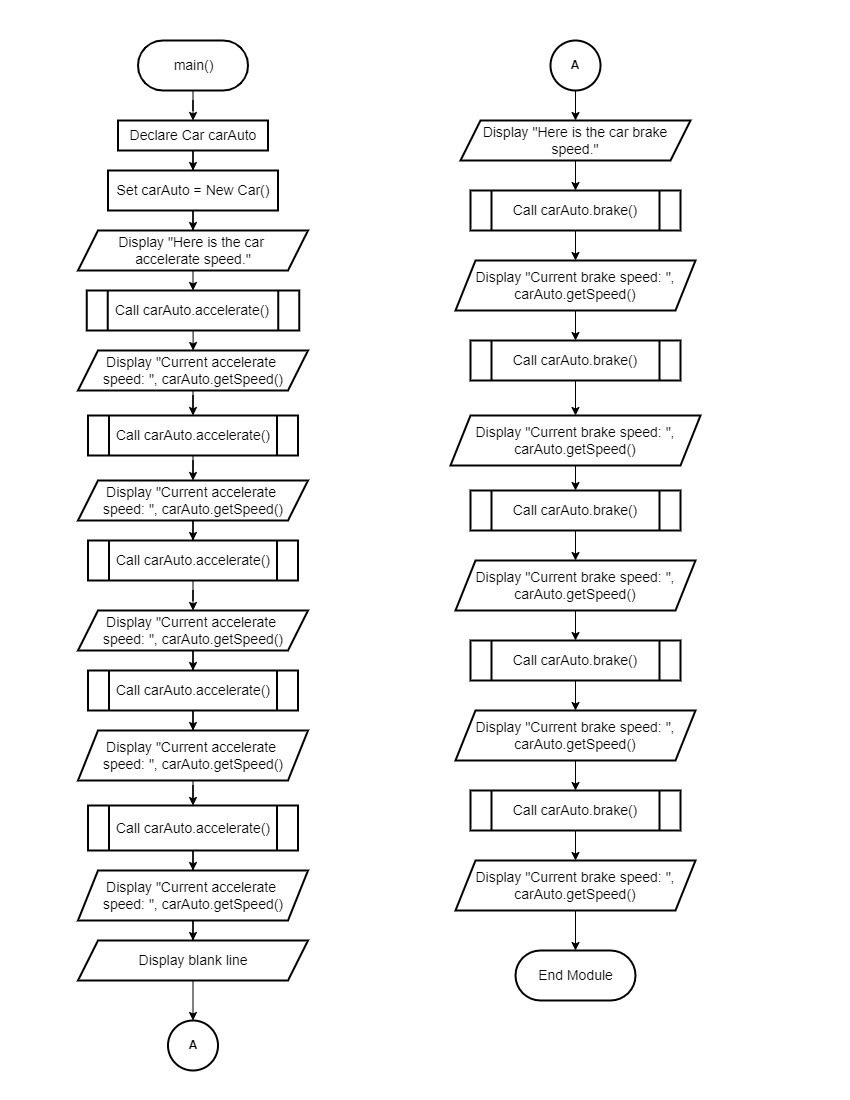 main()
Declare Car carAuto
Set carAuto = New Car()
Display "Here is the car
accelerate speed."
Call carAuto.accelerate()
Display "Current accelerate
speed: ", carAuto.getSpeed()
Call carAuto.accelerate()
Display "Current accelerate
speed: ", carAuto.getSpeed()
Call carAuto.accelerate()
Display "Current accelerate
speed: ", carAuto.getSpeed()
Call carAuto.accelerate()
Display "Current accelerate
speed: ", carAuto.getSpeed()
Call carAuto.accelerate()
Display "Current accelerate
speed: ", carAuto.getSpeed()
Display blank line
A
A
Display "Here is the car brake
speed."
Call carAuto.brake()
Display "Current brake speed: ",
carAuto.getSpeed()
Call carAuto.brake()
Display "Current brake speed: ",
carAuto.getSpeed()
Call carAuto.brake()
Display "Current brake speed: ",
carAuto.getSpeed()
Call carAuto.brake()
Display "Current brake speed: ",
carAuto.getSpeed()
Call carAuto.brake()
Display "Current brake speed: ",
carAuto.getSpeed()
End Module